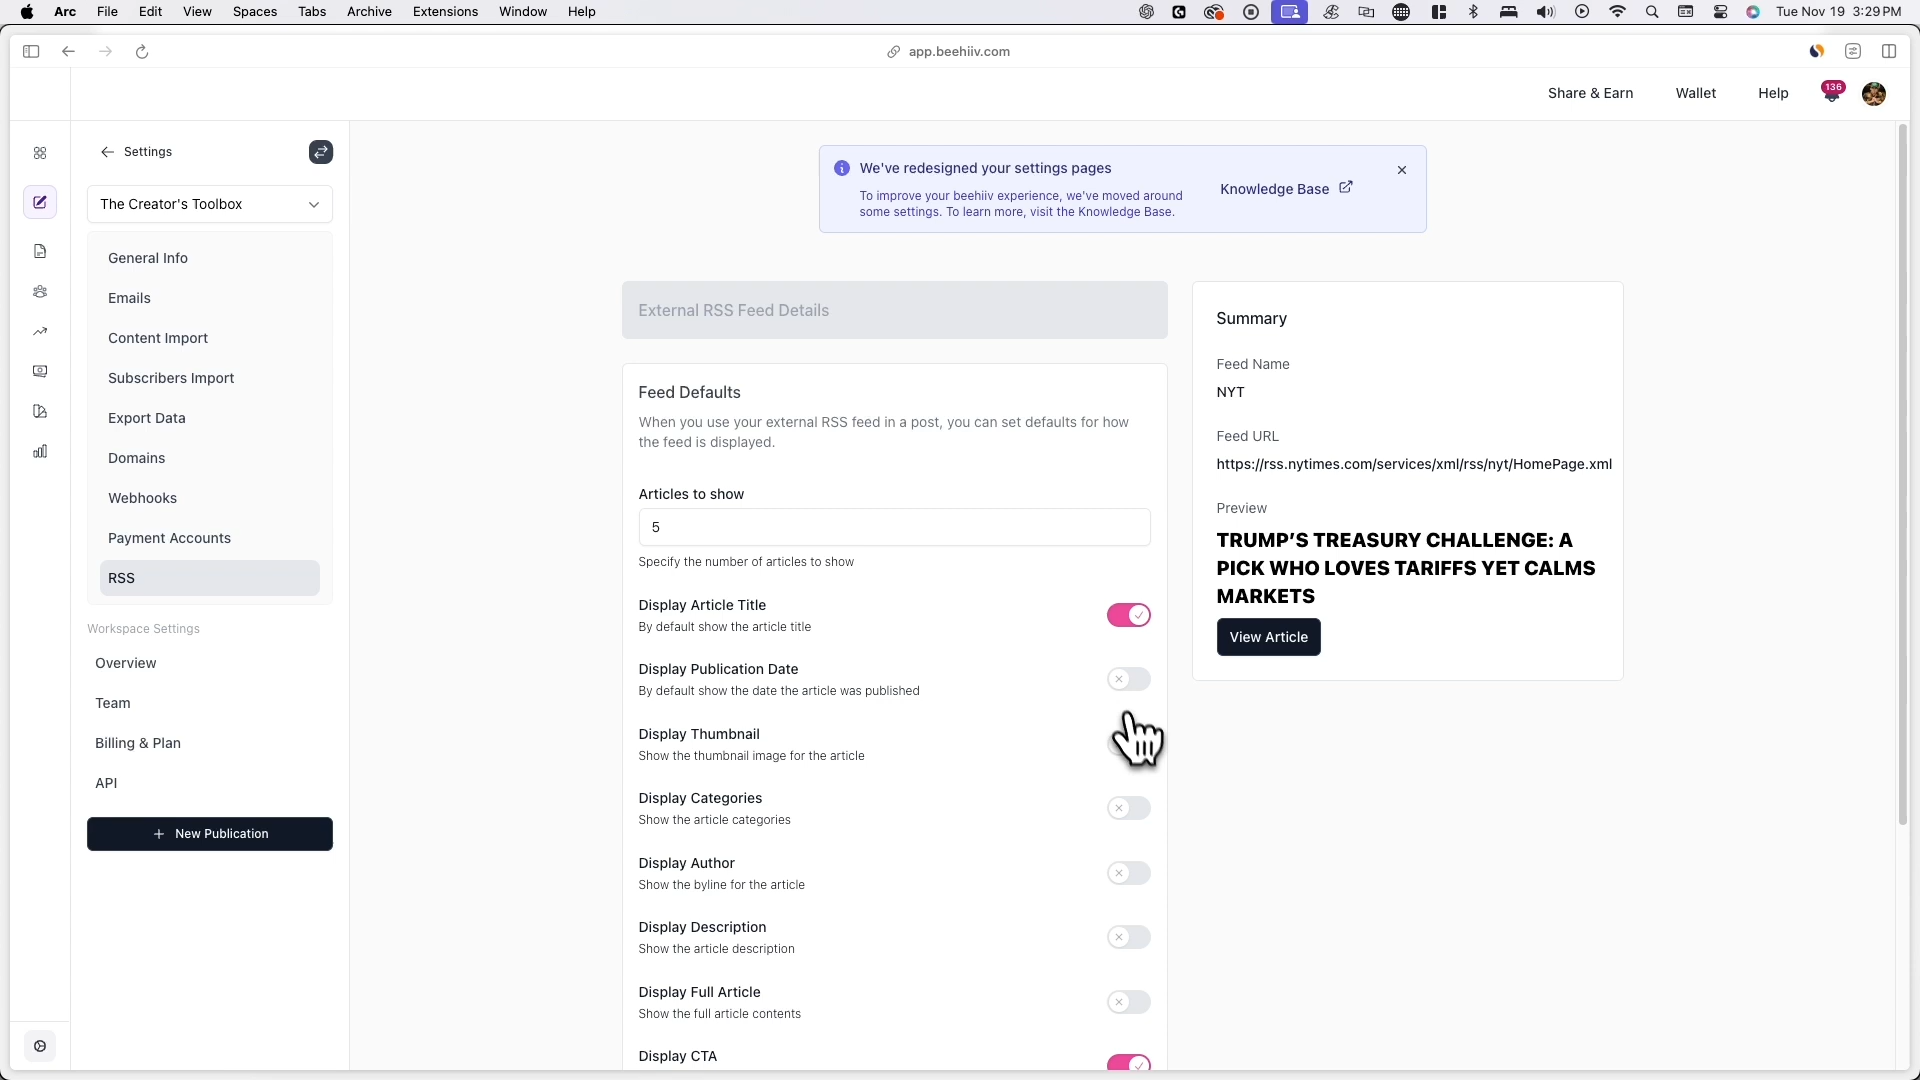 Arc File Edit View Spaces Tabs Archive Extensions Window Help Tue Nov 19 3:29 PM
app.beehiiv.com
Share & Earn Wallet Help 136
Settings
The Creator's Toolbox
General Info
Emails
Content Import
Subscribers Import
Export Data
Domains
Webhooks
Payment Accounts
RSS
Workspace Settings
Overview
Team
Billing & Plan
API
New Publication
We've redesigned your settings pages
To improve your beehiiv experience, we've moved around
some settings. To learn more, visit the Knowledge Base.
Knowledge Base
External RSS Feed Details
Feed Defaults
When you use your external RSS feed in a post, you can set defaults for how
the feed is displayed.
Articles to show
5
Specify the number of articles to show
Display Article Title
By default show the article title
Display Publication Date
By default show the date the article was published
Display Thumbnail
Show the thumbnail image for the article
Display Categories
Show the article categories
Display Author
Show the byline for the article
Display Description
Show the article description
Display Full Article
Show the full article contents
Display CTA
Summary
Feed Name
NYT
Feed URL
https://rss.nytimes.com/services/xml/rss/nyt/HomePage.xml
Preview
TRUMP’S TREASURY CHALLENGE: A
PICK WHO LOVES TARIFFS YET CALMS
MARKETS
View Article